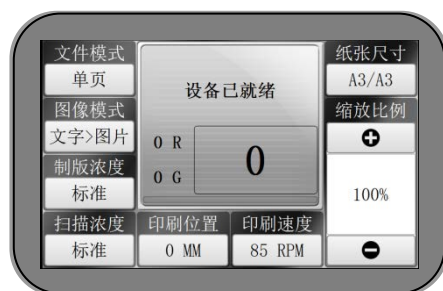 文件模式
单页
图像模式
文字>图片
制版浓度
标准
扫描浓度
标准
设备已就绪
0 R
0 G
0
印刷位置
0 MM
印刷速度
85 RPM
纸张尺寸
A3/A3
缩放比例
100%